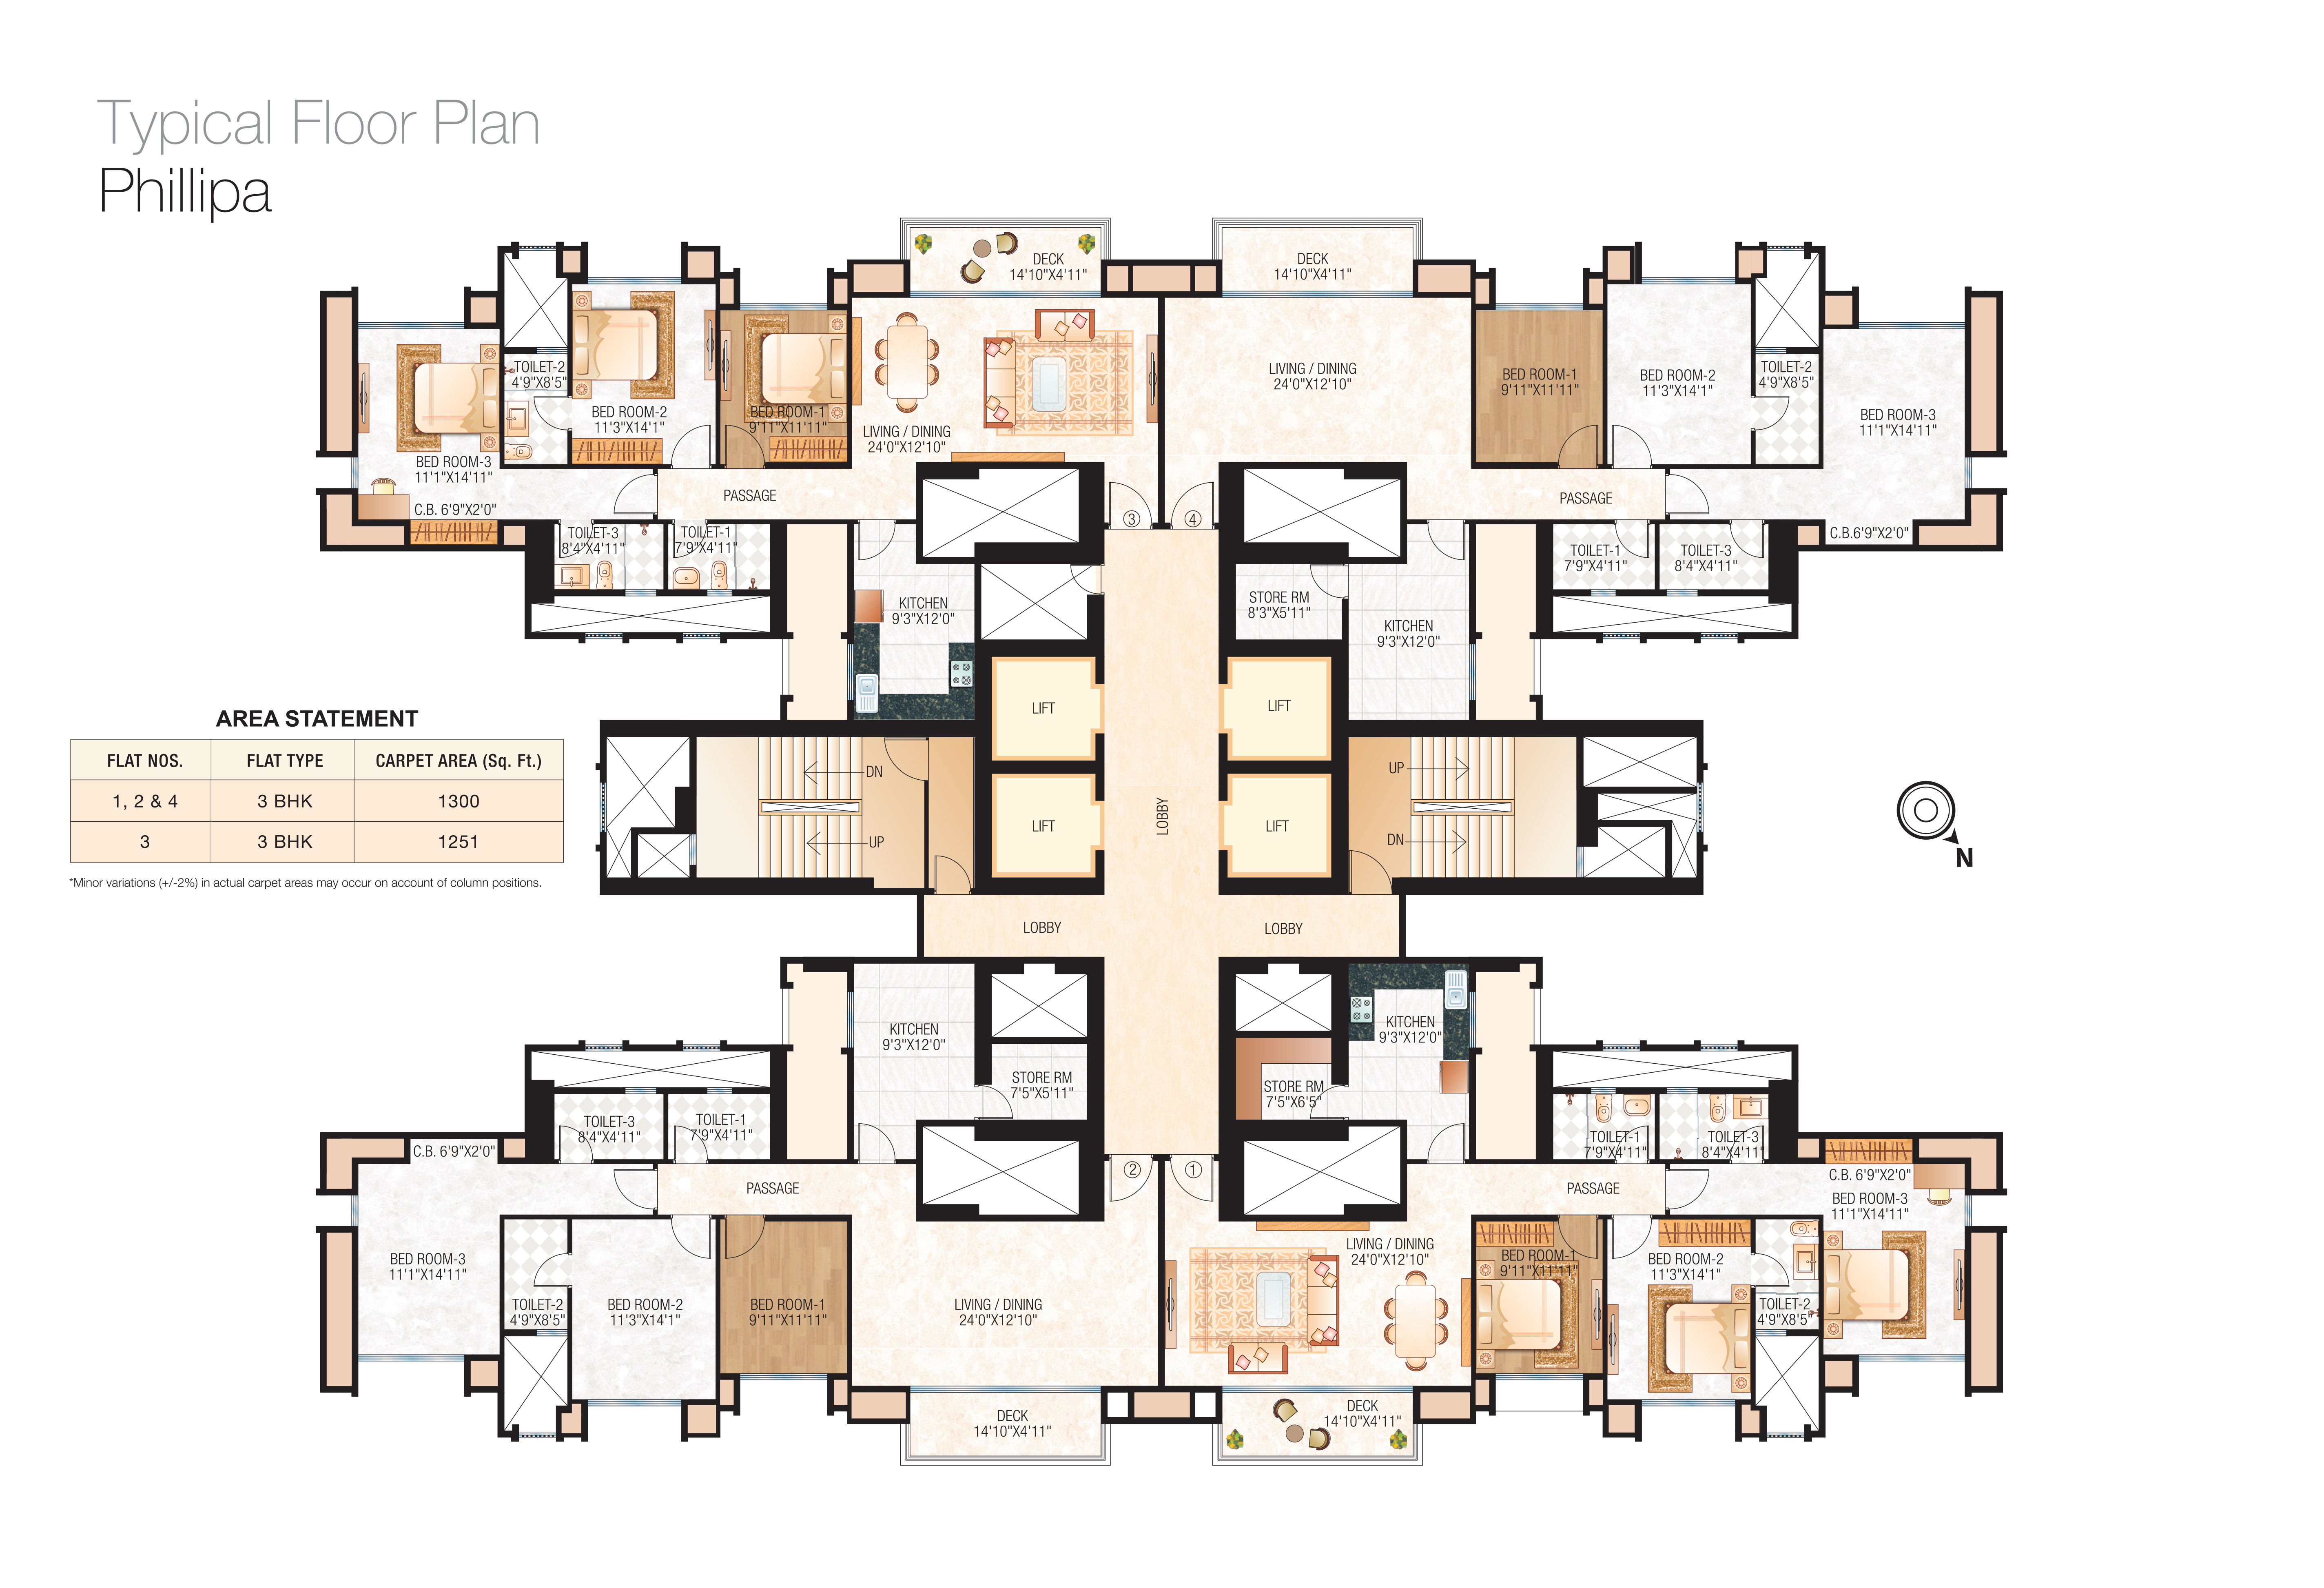 Typical Floor Plan
Phillipa
DECK
14'10"X4'11"
DECK
14'10"X4'11"
TOILET-2
4'9"X8'5"
BED ROOM-2
11'3"X14'1"
BED ROOM-1
9'11"X11'11"
LIVING / DINING
24'0"X12'10"
BED ROOM-3
11'1"X14'11"
C.B. 6'9"X2'0"
PASSAGE
TOILET-3
8'4"X4'11"
TOILET-1
7'9"X4'11"
KITCHEN
9'3"X12'0"
3
4
LIVING / DINING
24'0"X12'10"
BED ROOM-1
9'11"X11'11"
BED ROOM-2
11'3"X14'1"
TOILET-2
4'9"X8'5"
BED ROOM-3
11'1"X14'11"
PASSAGE
C.B.6'9"X2'0"
TOILET-1
7'9"X4'11"
TOILET-3
8'4"X4'11"
STORE RM
8'3"X5'11"
KITCHEN
9'3"X12'0"
LIFT
LIFT
LIFT
LIFT
LOBBY
DN
UP
UP
DN
LOBBY
LOBBY
AREA STATEMENT
FLAT NOS. FLAT TYPE CARPET AREA (Sq. Ft.)
1, 2 & 4 3 BHK 1300
3 3 BHK 1251
*Minor variations (+/-2%) in actual carpet areas may occur on account of column positions.
N
KITCHEN
9'3"X12'0"
STORE RM
7'5"X5'11"
TOILET-3
8'4"X4'11"
TOILET-1
7'9"X4'11"
C.B. 6'9"X2'0"
PASSAGE
2
BED ROOM-3
11'1"X14'11"
TOILET-2
4'9"X8'5"
BED ROOM-2
11'3"X14'1"
BED ROOM-1
9'11"X11'11"
LIVING / DINING
24'0"X12'10"
DECK
14'10"X4'11"
KITCHEN
9'3"X12'0"
STORE RM
7'5"X6'5"
TOILET-1
7'9"X4'11"
TOILET-3
8'4"X4'11"
1
PASSAGE
C.B. 6'9"X2'0"
BED ROOM-3
11'1"X14'11"
LIVING / DINING
24'0"X12'10"
BED ROOM-1
9'11"X11'11"
BED ROOM-2
11'3"X14'1"
TOILET-2
4'9"X8'5"
DECK
14'10"X4'11"